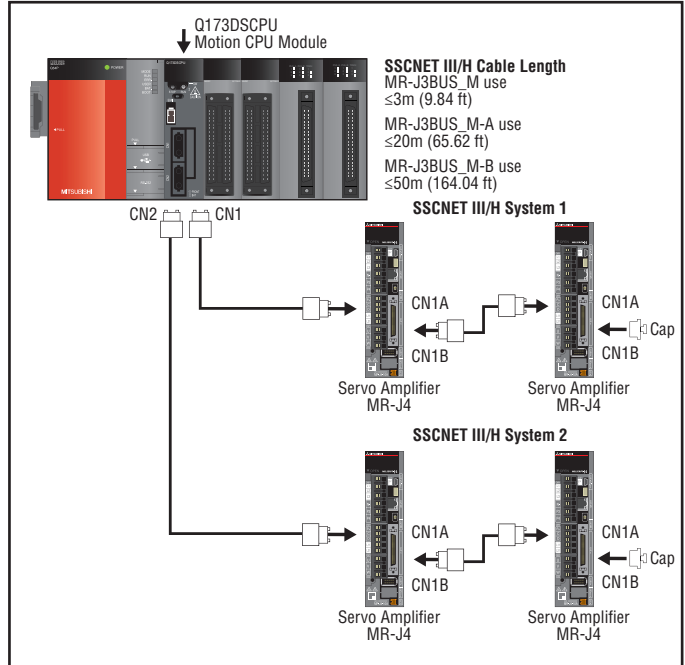 Q173DSCPU
Motion CPU Module
SSCNET III/H Cable Length
MR-J3BUS_M use
≤3m (9.84 ft)
MR-J3BUS_M-A use
≤20m (65.62 ft)
MR-J3BUS_M-B use
≤50m (164.04 ft)
POWER
Q173DSCPU
PULL
MITSUBISHI
CN2
CN1
SSCNET III/H System 1
CN1A
CN1B
CN1A
Cap
CN1B
Servo Amplifier
MR-J4
Servo Amplifier
MR-J4
SSCNET III/H System 2
CN1A
CN1B
CN1A
Cap
CN1B
Servo Amplifier
MR-J4
Servo Amplifier
MR-J4